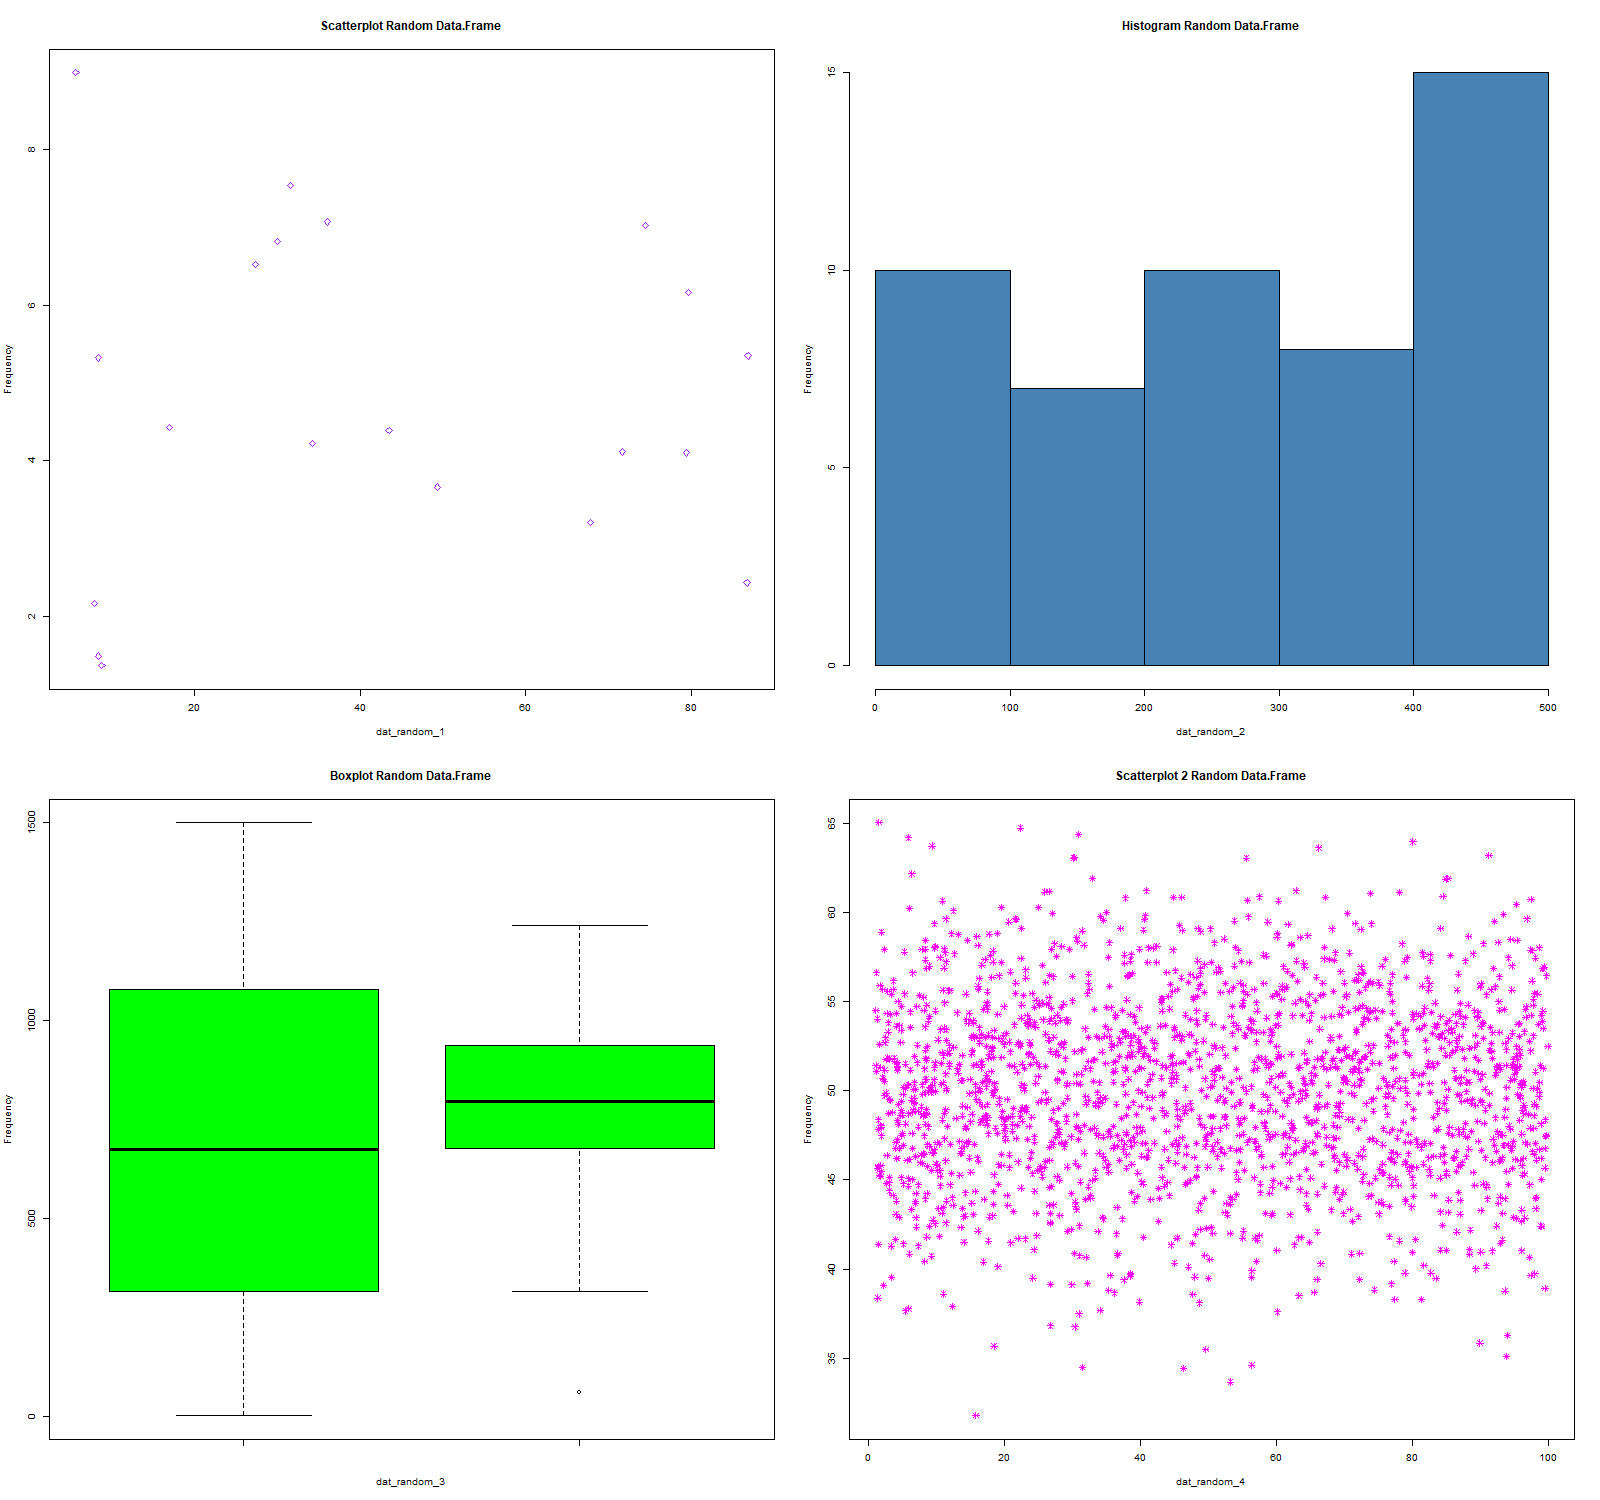 Scatterplot Random Data.Frame
Frequency
8
6
4
2
20 40 60 80
dat_random_1
Histogram Random Data.Frame
Frequency
15
10
5
0
0 100 200 300 400 500
dat_random_2
Boxplot Random Data.Frame
Frequency
1500
1000
500
0
dat_random_3
Scatterplot 2 Random Data.Frame
Frequency
65
60
55
50
45
40
35
0 20 40 60 80 100
dat_random_4